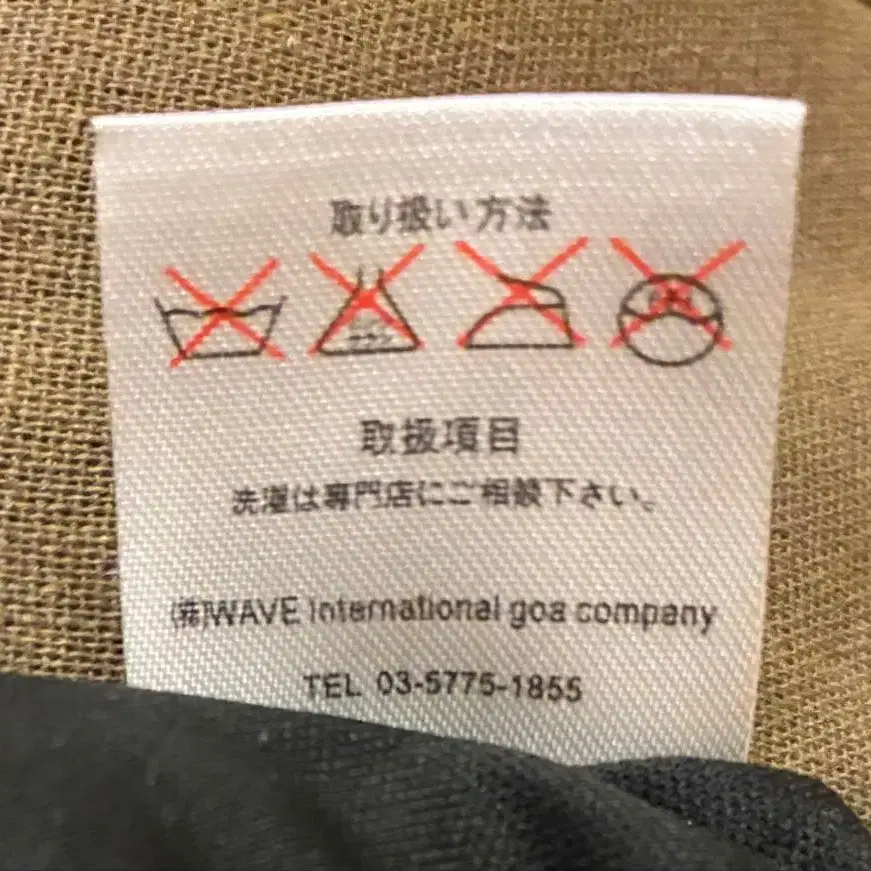 取り扱い方法
取扱項目
洗濯は専門店にご相談下さい。
(株)WAVE International goa company
TEL 03-5775-1855